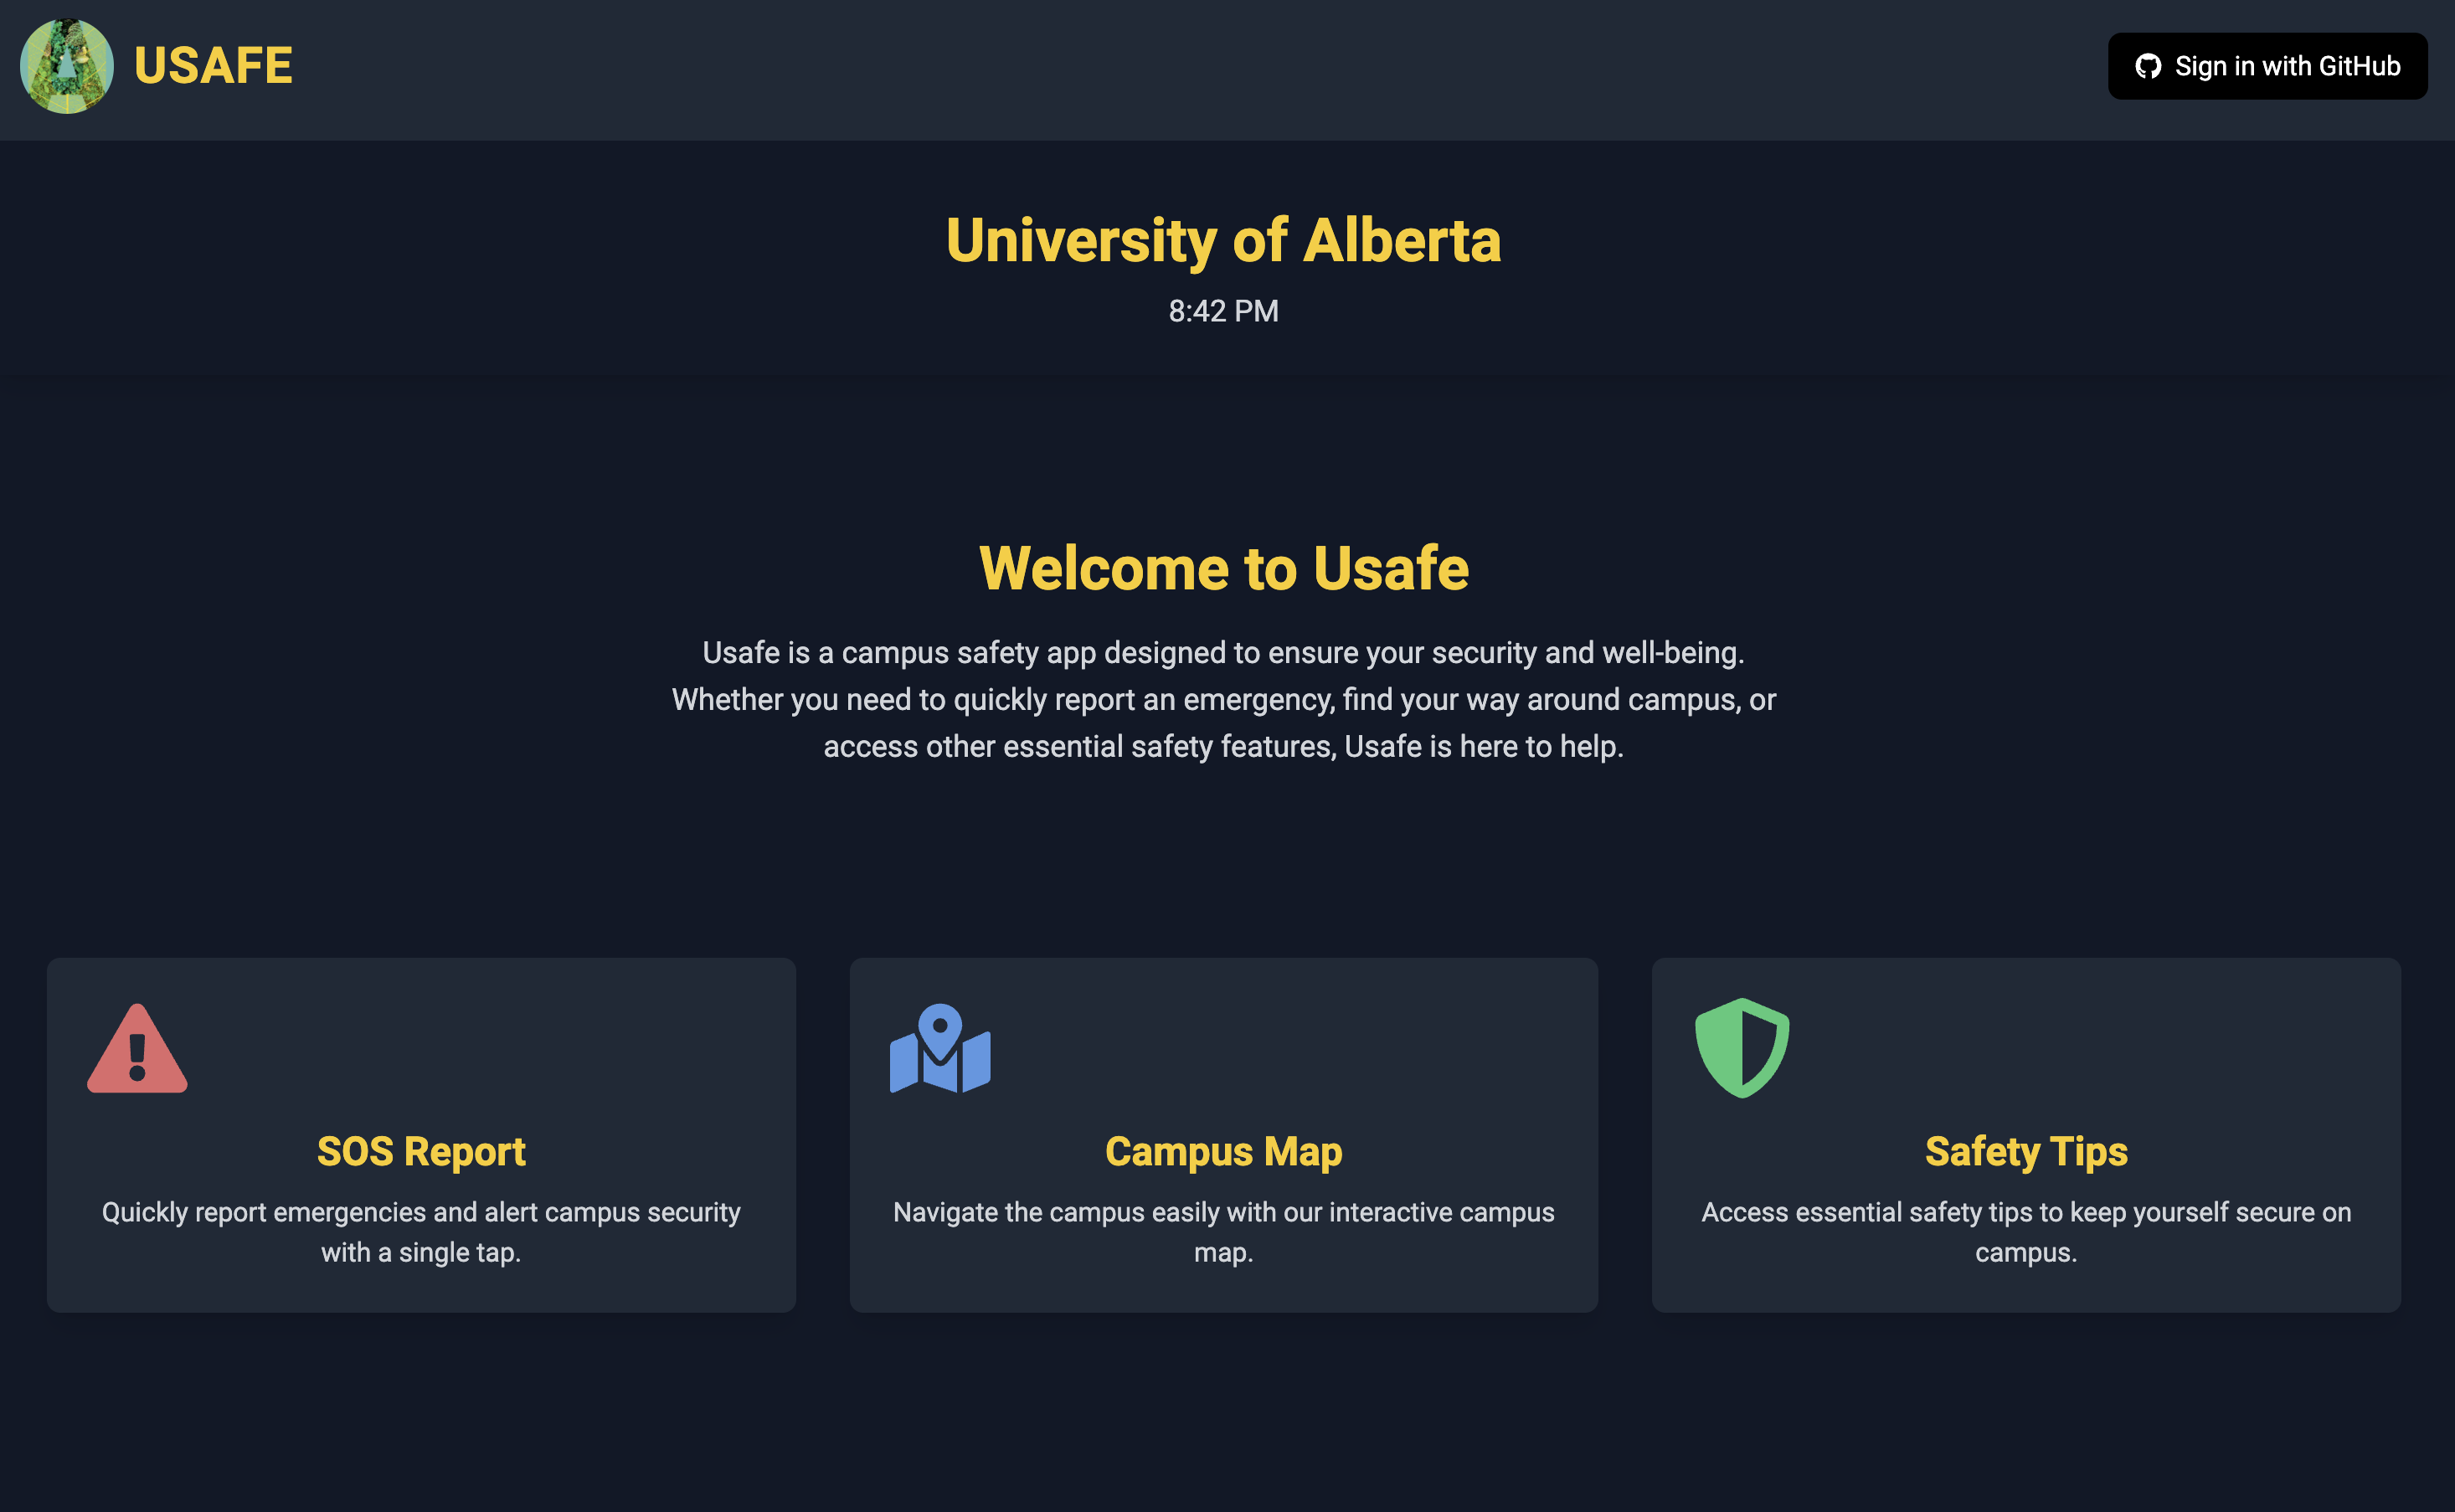 USAFE
Sign in with GitHub
University of Alberta
8:42 PM
Welcome to Usafe
Usafe is a campus safety app designed to ensure your security and well-being.
Whether you need to quickly report an emergency, find your way around campus, or
access other essential safety features, Usafe is here to help.
SOS Report
Quickly report emergencies and alert campus security
with a single tap.
Campus Map
Navigate the campus easily with our interactive campus
map.
Safety Tips
Access essential safety tips to keep yourself secure on
campus.